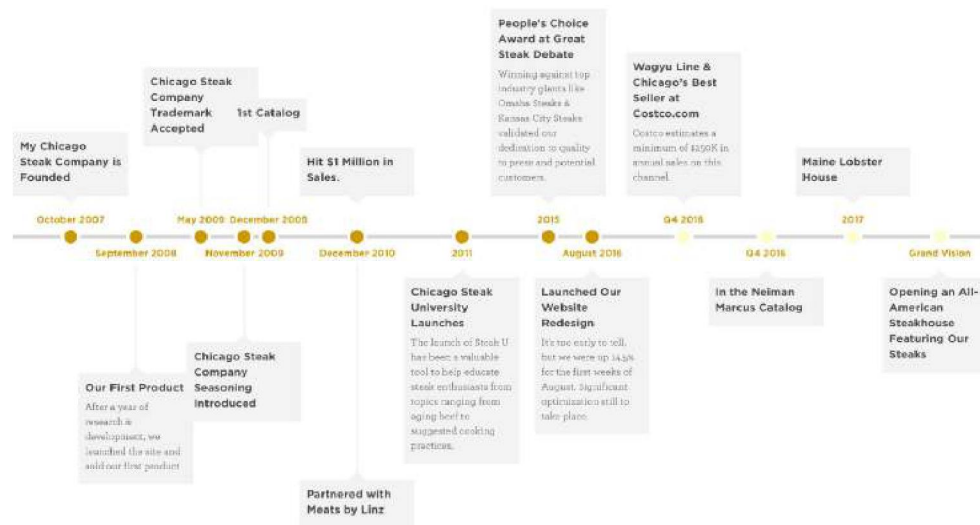 My Chicago
Steak Company is
Founded
October 2007
September 2008
Our First Product
After a year of
research &
development, we
launched the site and
sold our first product
Chicago Steak
Company
Trademark
Accepted
May 2009
November 2009
Chicago Steak
Company
Seasoning
Introduced
1st Catalog
December 2009
Hit $1 Million in
Sales.
December 2010
Partnered with
Meats by Linz
2011
Chicago Steak
University
Launches
The launch of Steak U
has been a valuable
tool to help educate
steak enthusiasts from
topics ranging from
aging beef to
suggested cooking
practices.
People's Choice
Award at Great
Steak Debate
Winning against top
industry giants like
Omaha Steaks &
Kansas City Steaks
validated our
dedication to quality
to press and potential
customers.
2015
August 2016
Launched Our
Website
Redesign
It's too early to tell,
but we were up 14.5%
for the first weeks of
August. Significant
optimization still to
take place.
Wagyu Line &
Chicago's Best
Seller at
Costco.com
Costco estimates a
minimum of $250K in
annual sales on this
channel.
Q4 2016
Q4 2016
In the Neiman
Marcus Catalog
Maine Lobster
House
2017
Grand Vision
Opening an All-
American
Steakhouse
Featuring Our
Steaks